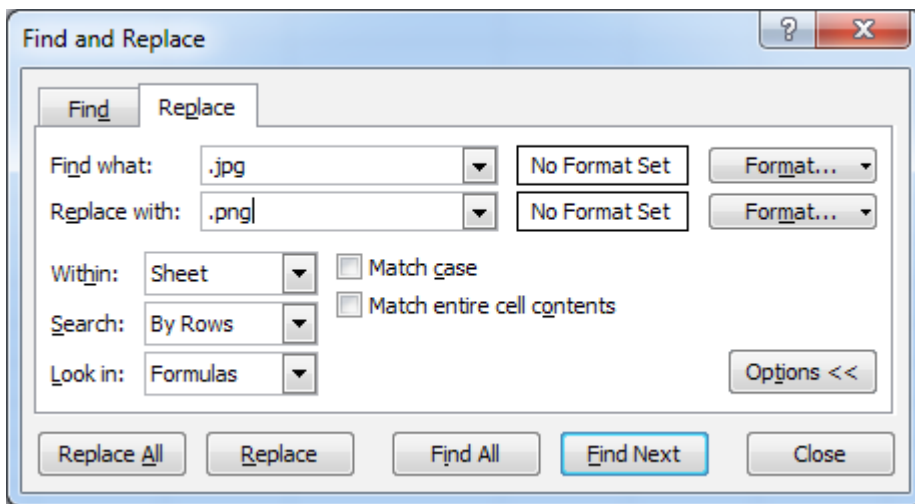 Find and Replace
?
X
Find
Replace
Find what: .jpg No Format Set Format...
Replace with: .png No Format Set Format...
Within: Sheet Match case
Match entire cell contents
Search: By Rows
Look in: Formulas Options <<
Replace All Replace Find All Find Next Close